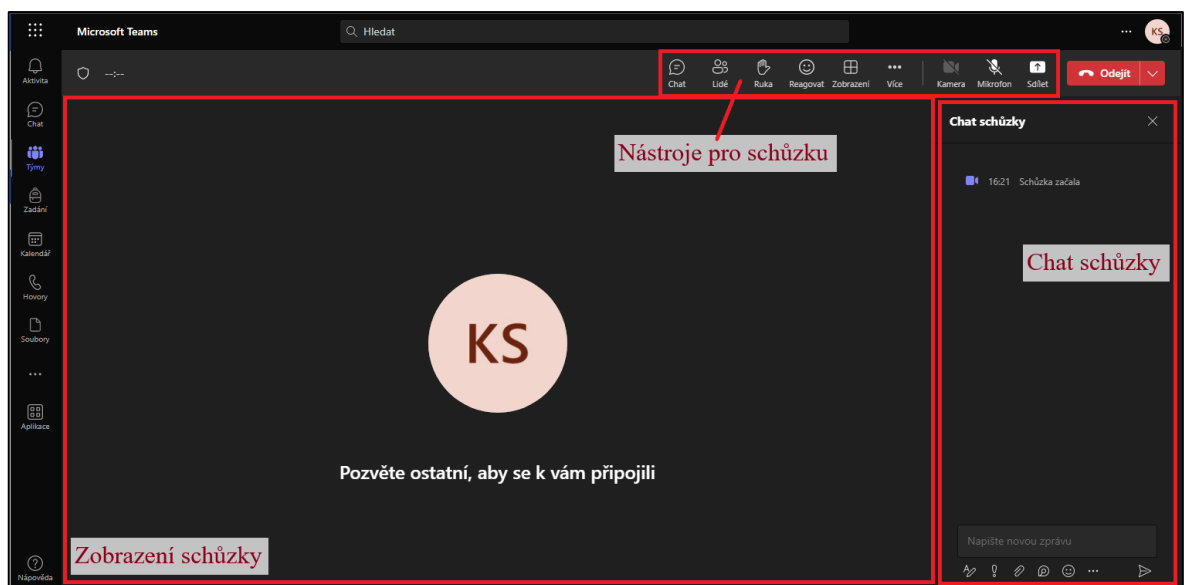 Microsoft Teams
Hledat
KS
Aktivita
Chat
Týmy
Zadání
Kalendář
Hovory
Soubory
Aplikace
Nápověda
--:--
Chat
Lidé
Ruka
Reagovat
Zobrazení
Více
Kamera
Mikrofon
Sdílet
Odejít
Nástroje pro schůzku
KS
Pozvěte ostatní, aby se k vám připojili
Zobrazení schůzky
Chat schůzky
16:21 Schůzka začala
Chat schůzky
Napište novou zprávu